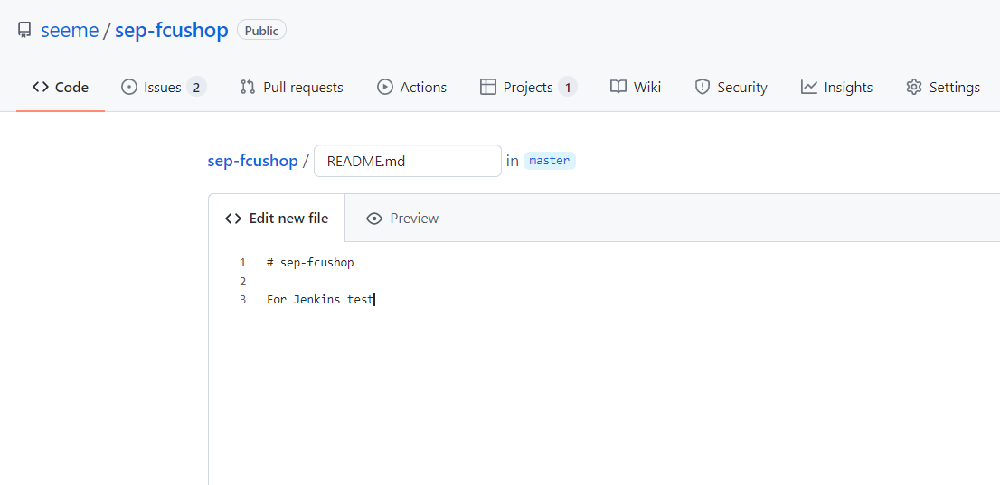 seeme / sep-fcushop Public
Code Issues 2 Pull requests Actions Projects 1 Wiki Security Insights Settings
sep-fcushop / README.md in master
Edit new file Preview
1 # sep-fcushop
2
3 For Jenkins test